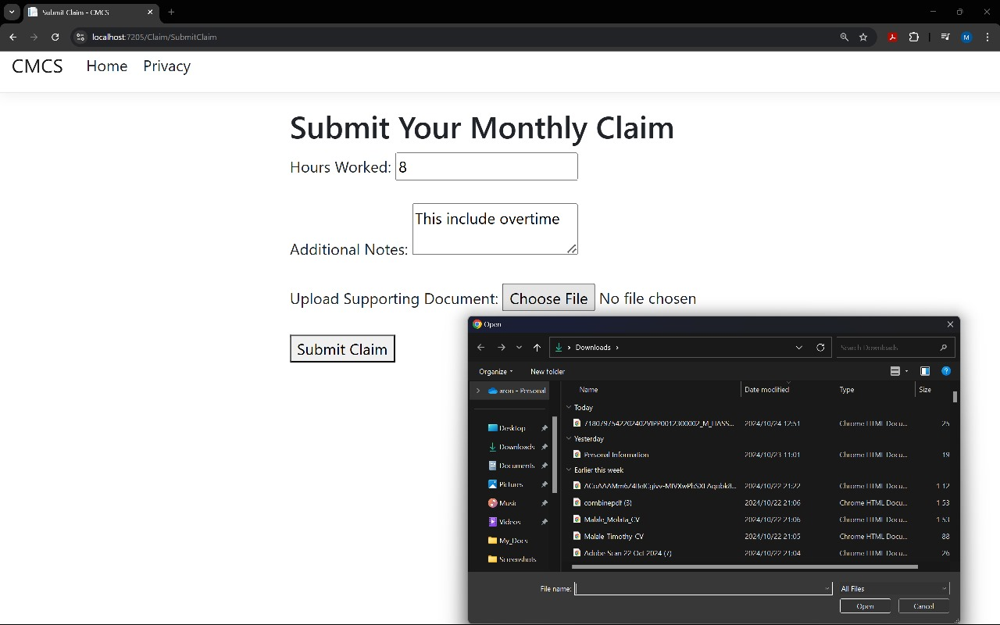 Submit Claim - CMCS
localhost:7205/Claim/SubmitClaim
M
CMCS Home Privacy
Submit Your Monthly Claim
Hours Worked: 8
This include overtime
Additional Notes:
Upload Supporting Document: Choose File No file chosen
Submit Claim
Open
Downloads
Search Downloads
Organize New folder
aron - Personal
Name Date modified Type Size
Today
2024/10/24 12:51 Chrome HTML Docu... 25
Yesterday
Personal Information 2024/10/23 11:01 Chrome HTML Docu... 19
Earlier this week
2024/10/22 21:22 Chrome HTML Docu... 1 12
combinepdf (3) 2024/10/22 21:06 Chrome HTML Docu... 1 53
Malale_Molata_CV 2024/10/22 21:06 Chrome HTML Docu... 1 53
Malale Timothy CV 2024/10/22 21:05 Chrome HTML Docu... 88
Adobe Scan 22 Oct 2024 (7) 2024/10/22 21:04 Chrome HTML Docu... 26
Desktop
Downloads
Documents
Pictures
Music
Videos
My_Docs
Screenshots
File name: All Files
Open Cancel